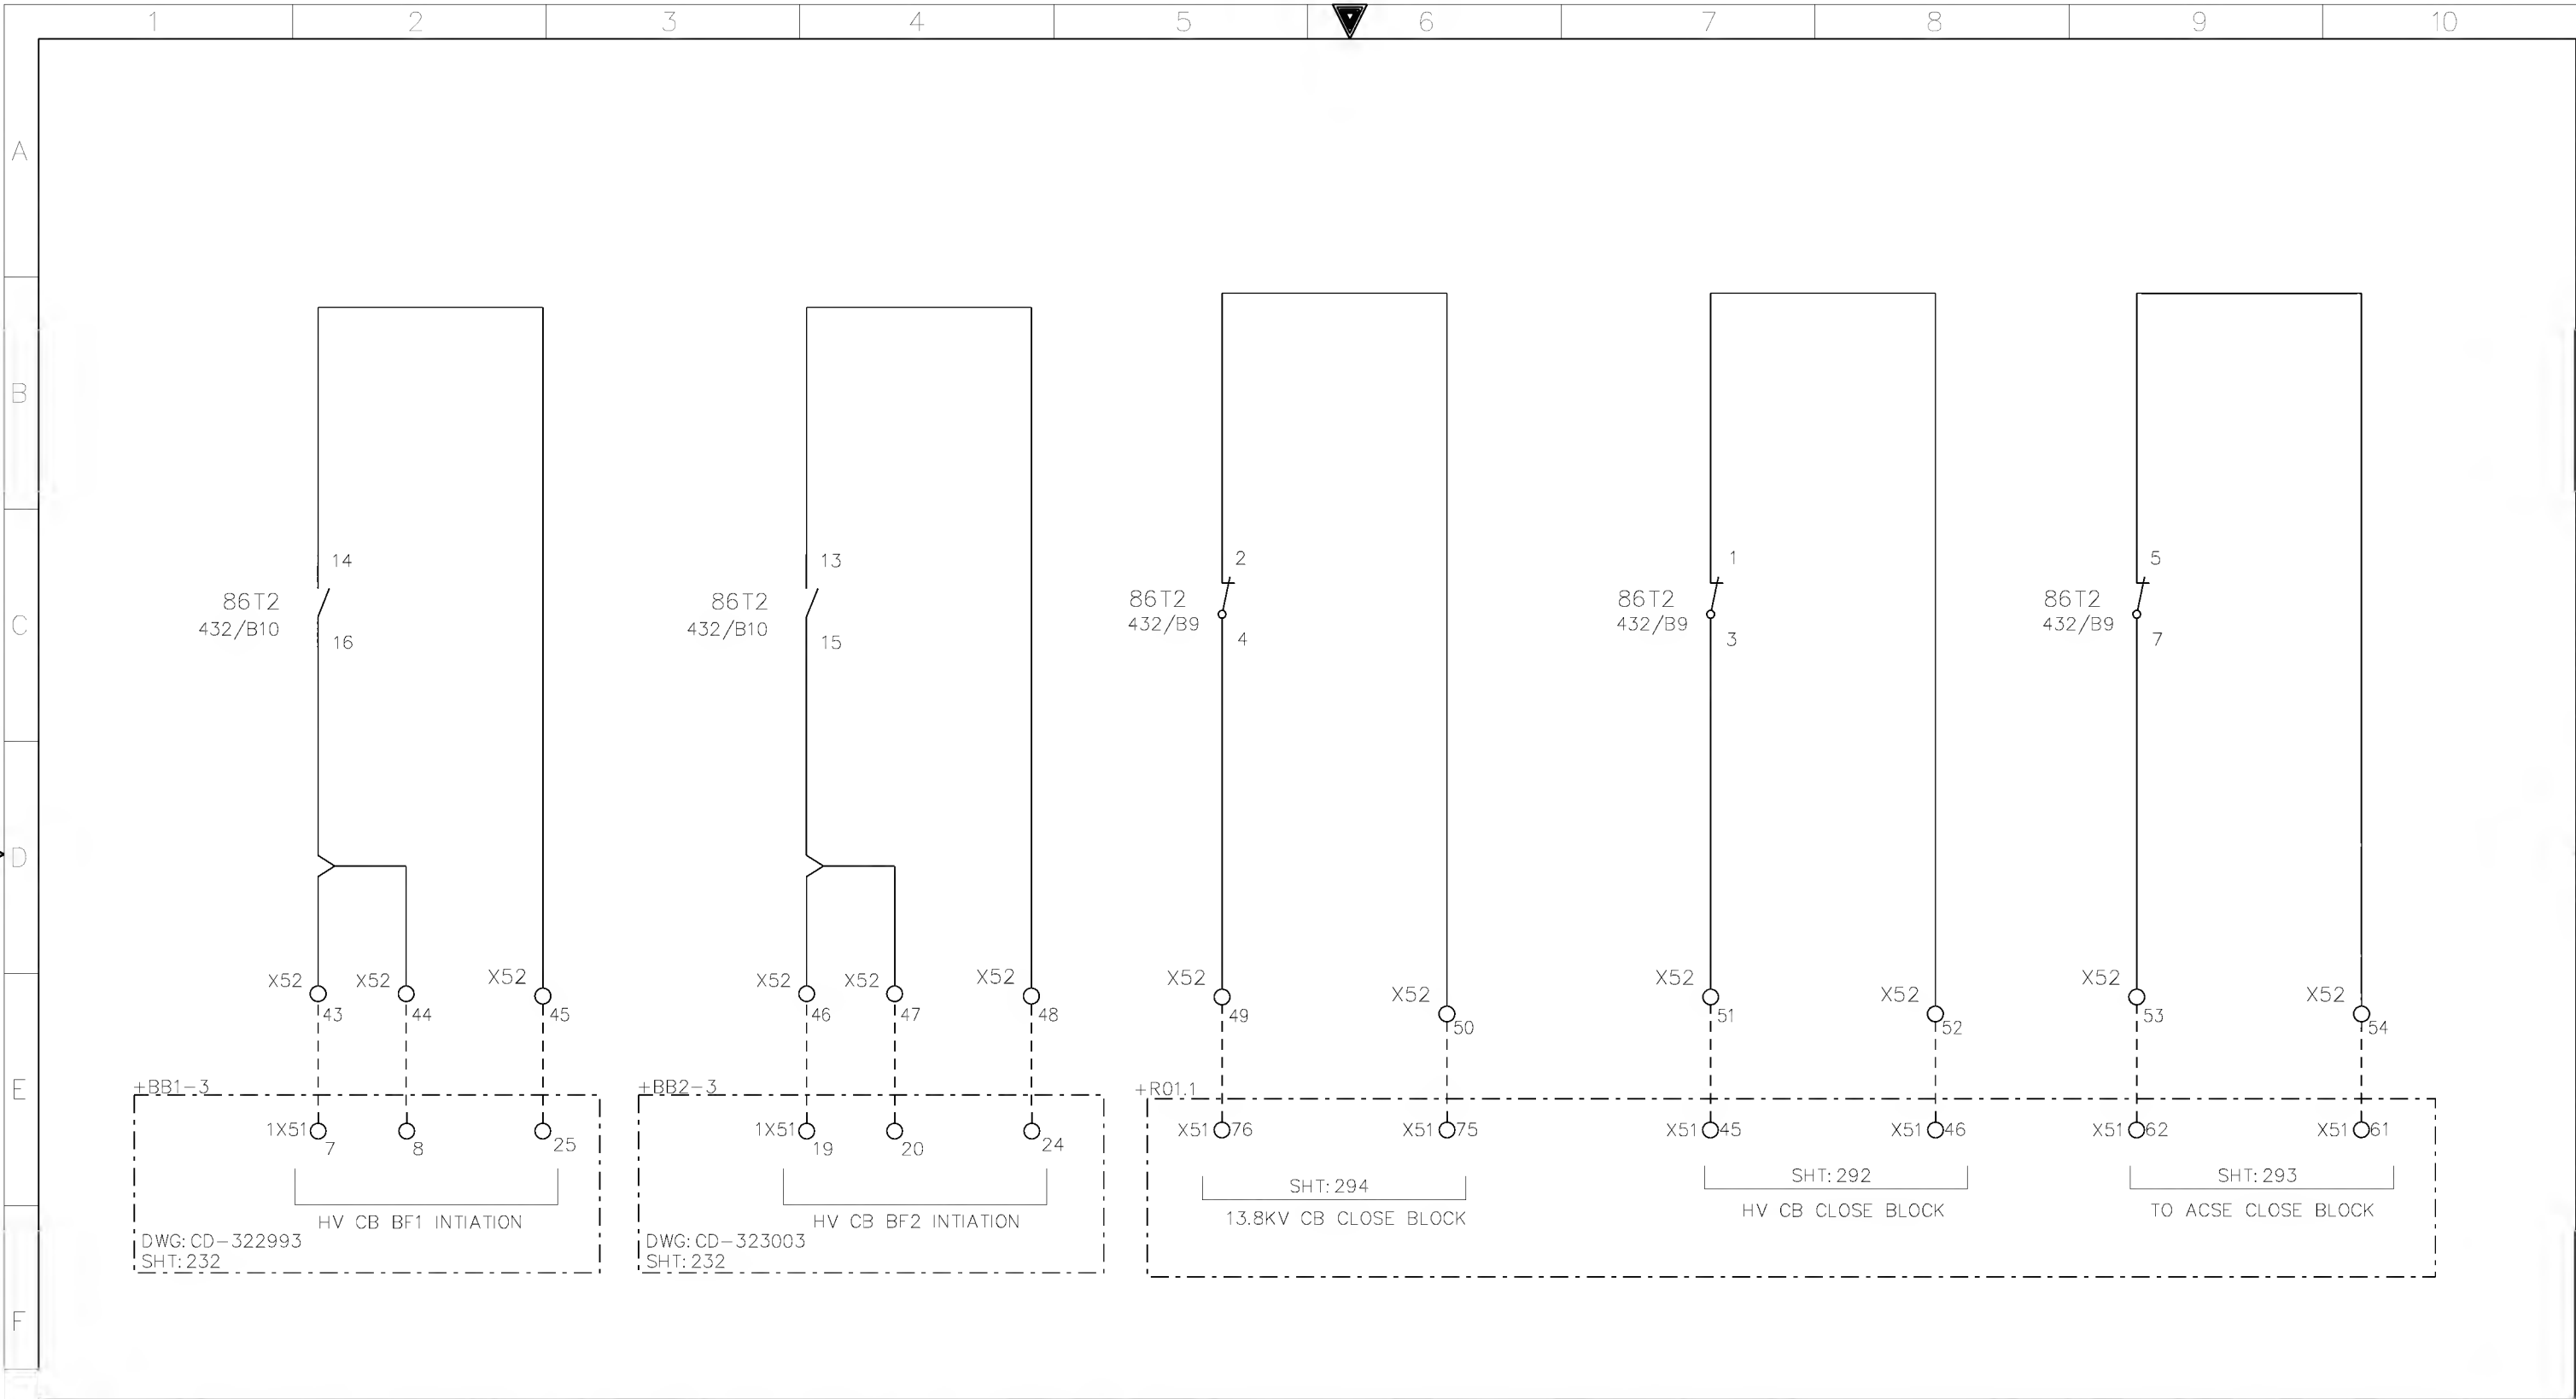 1 2 3 4 5 6 7 8 9 10
A
B
14 13 2 1 5
86T2 86T2 86T2 86T2 86T2
C
432/B10 432/B10 432/B9 432/B9 432/B9
16 15 4 3 7
D
X52 X52 X52 X52 X52 X52 X52 X52 X52 X52 X52 X52
43 44 45 46 47 48 49 50 51 52 53 54
E
+BB1-3 +BB2-3 +R01.1
1X51 7 8 25 1X51 19 20 24 X51 76 X51 75 X51 45 X51 46 X51 62 X51 61
SHT:294 SHT:292 SHT:293
HV CB BF1 INTIATION HV CB BF2 INTIATION 13.8KV CB CLOSE BLOCK HV CB CLOSE BLOCK TO ACSE CLOSE BLOCK
DWG:CD-322993 DWG:CD-323003
SHT:232 SHT:232
F